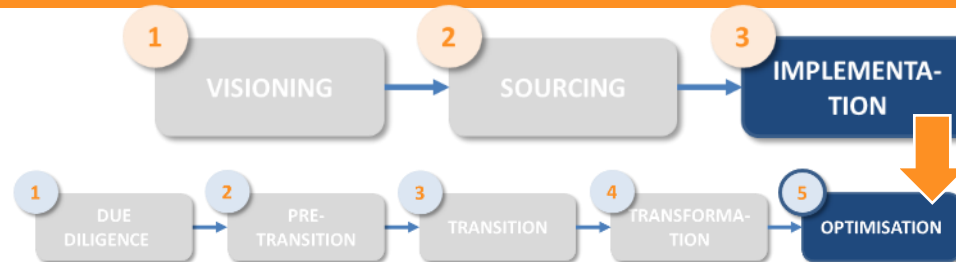 1
VISIONING
2
SOURCING
3
IMPLEMENTA-
TION
1
DUE
DILIGENCE
2
PRE-
TRANSITION
3
TRANSITION
4
TRANSFORMA-
TION
5
OPTIMISATION